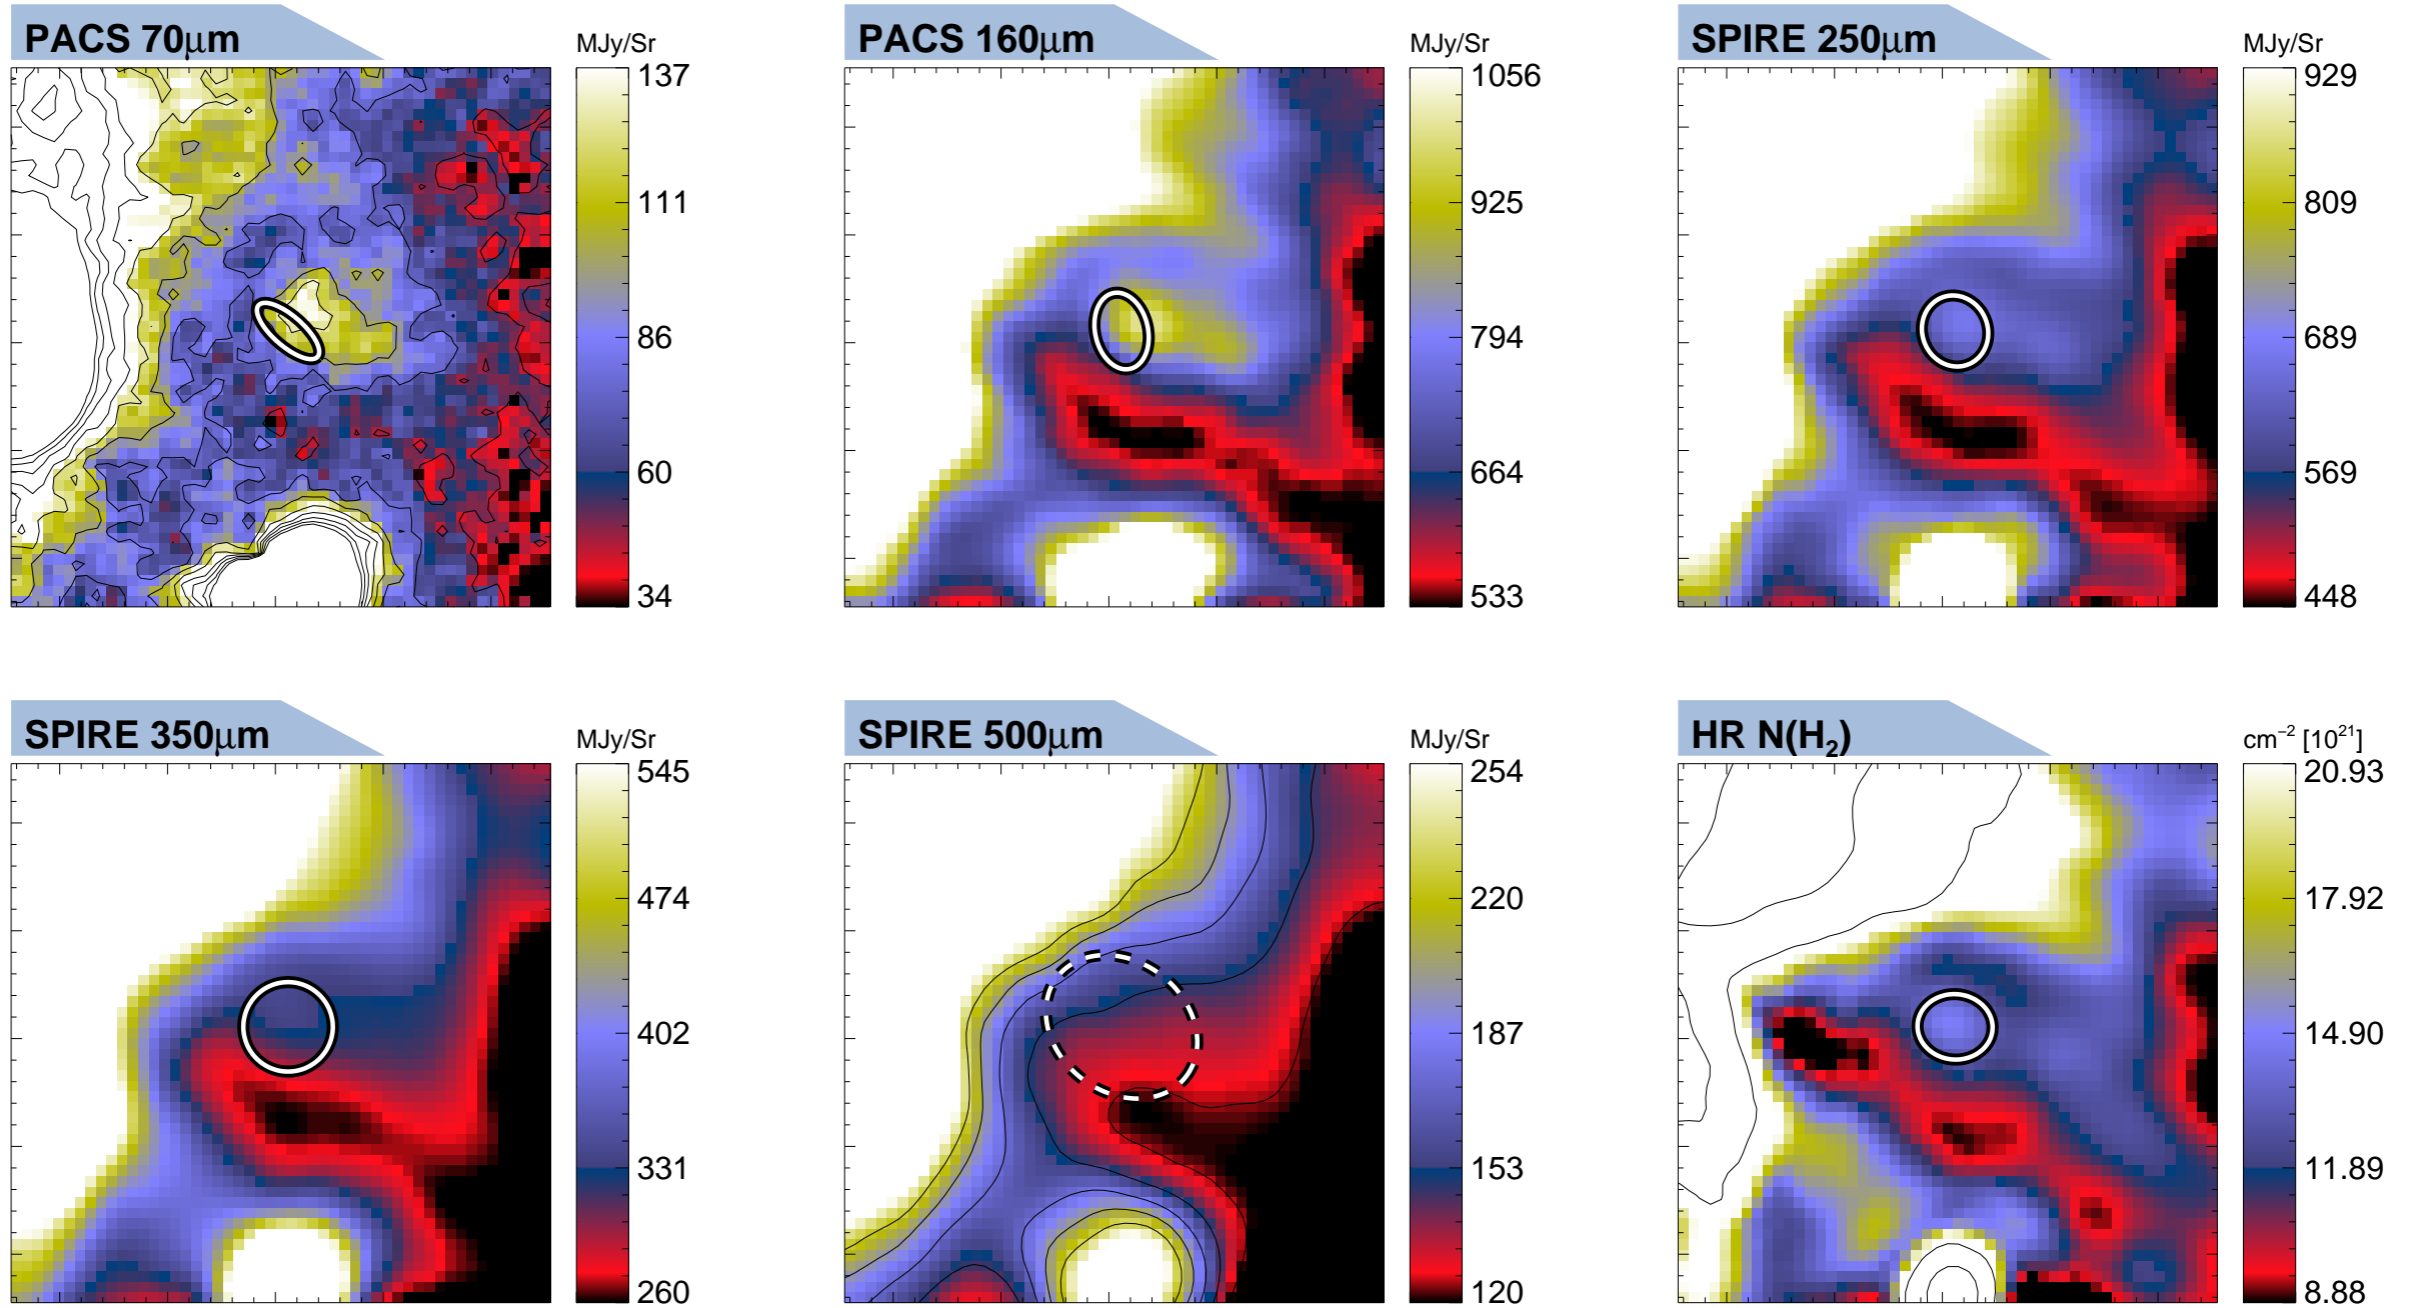 PACS 70μm
MJy/Sr
137
111
86
60
34
PACS 160μm
MJy/Sr
1056
925
794
664
533
SPIRE 250μm
MJy/Sr
929
809
689
569
448
SPIRE 350μm
MJy/Sr
545
474
402
331
260
SPIRE 500μm
MJy/Sr
254
220
187
153
120
HR N(H₂)
cm⁻² [10²¹]
20.93
17.92
14.90
11.89
8.88